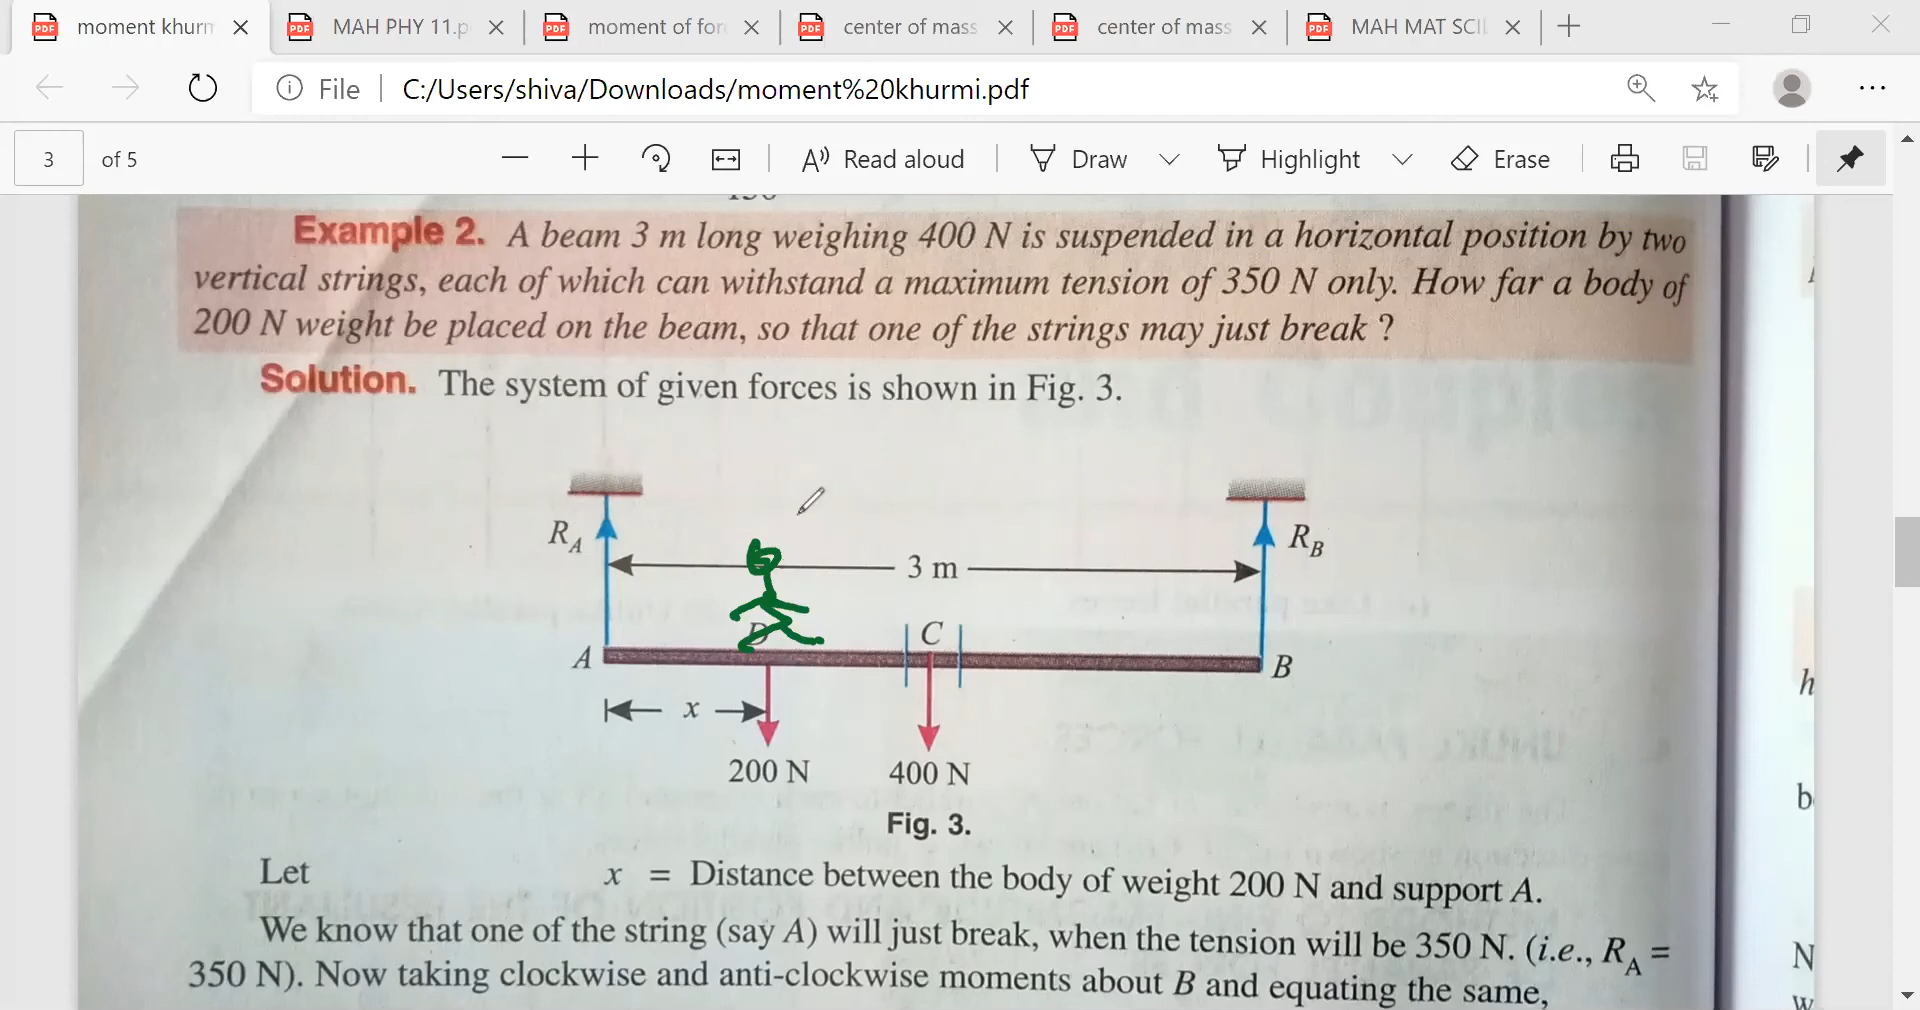 moment khurm
MAH PHY 11.p
moment of for
center of mass
center of mass
MAH MAT SCI
File
C:/Users/shiva/Downloads/moment%20khurmi.pdf
3 of 5
Read aloud
Draw
Highlight
Erase
Example 2. A beam 3 m long weighing 400 N is suspended in a horizontal position by two
vertical strings, each of which can withstand a maximum tension of 350 N only. How far a body of
200 N weight be placed on the beam, so that one of the strings may just break ?
Solution. The system of given forces is shown in Fig. 3.
R_A
R_B
3 m
D
C
A
B
x
200 N
400 N
Fig. 3.
Let x = Distance between the body of weight 200 N and support A.
We know that one of the string (say A) will just break, when the tension will be 350 N. (i.e., R_A =
350 N). Now taking clockwise and anti-clockwise moments about B and equating the same,
h
b
N
w